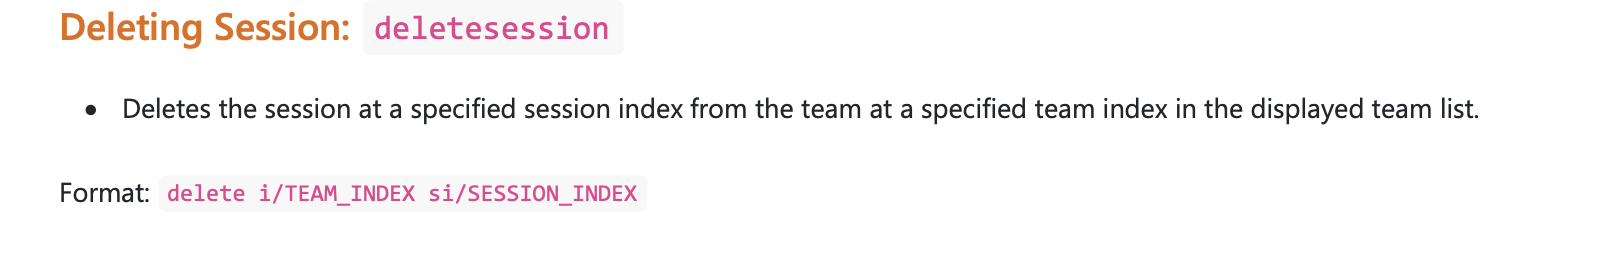 Deleting Session: deletesession
• Deletes the session at a specified session index from the team at a specified team index in the displayed team list.
Format: delete i/TEAM_INDEX si/SESSION_INDEX